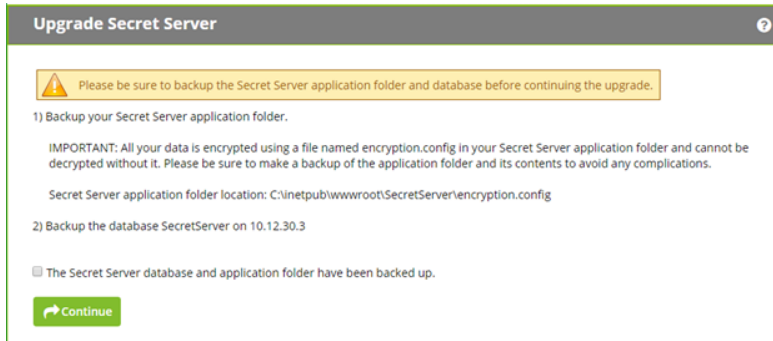 Upgrade Secret Server
Please be sure to backup the Secret Server application folder and database before continuing the upgrade.
1) Backup your Secret Server application folder.
IMPORTANT: All your data is encrypted using a file named encryption.config in your Secret Server application folder and cannot be
decrypted without it. Please be sure to make a backup of the application folder and its contents to avoid any complications.
Secret Server application folder location: C:\inetpub\wwwroot\SecretServer\encryption.config
2) Backup the database SecretServer on 10.12.30.3
The Secret Server database and application folder have been backed up.
Continue